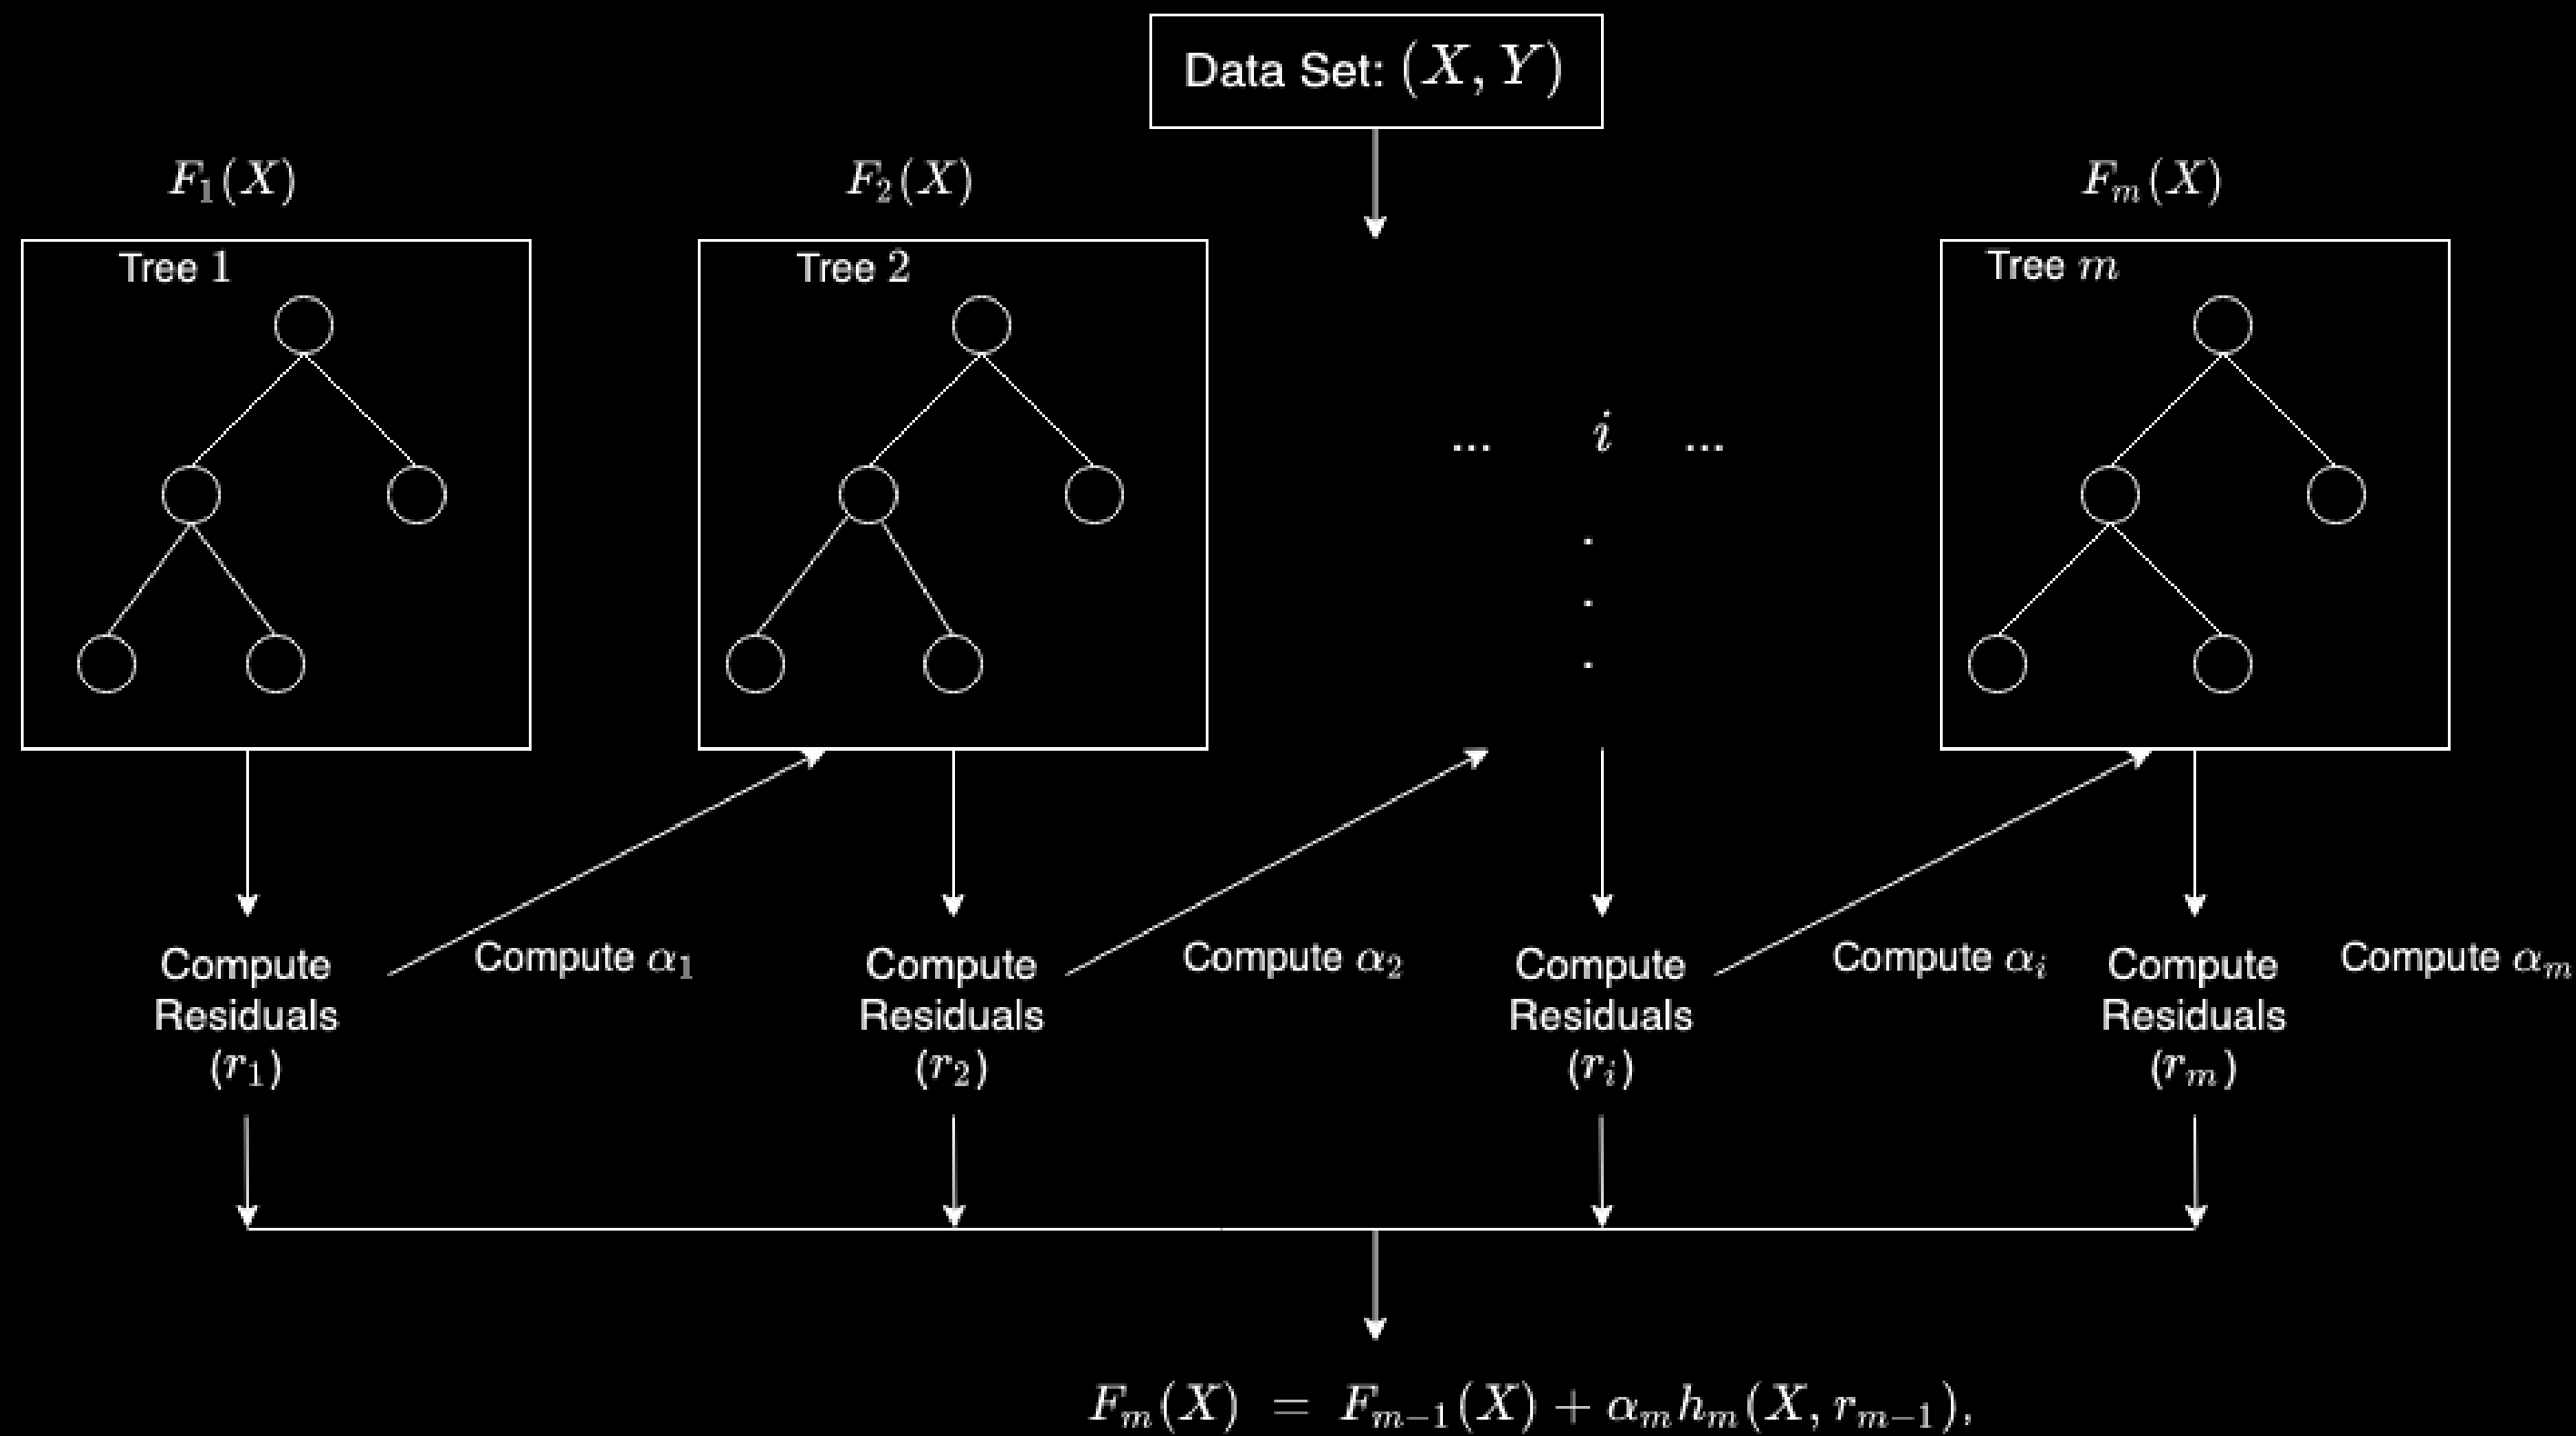 Data Set: (X, Y)
F₁(X)
F₂(X)
Fₘ(X)
Tree 1
Tree 2
Tree m
... i ...
.
.
.
Compute
Residuals
(r₁)
Compute α₁
Compute
Residuals
(r₂)
Compute α₂
Compute
Residuals
(rᵢ)
Compute αᵢ
Compute
Residuals
(rₘ)
Compute αₘ
Fₘ(X) = Fₘ₋₁(X) + αₘhₘ(X, rₘ₋₁),